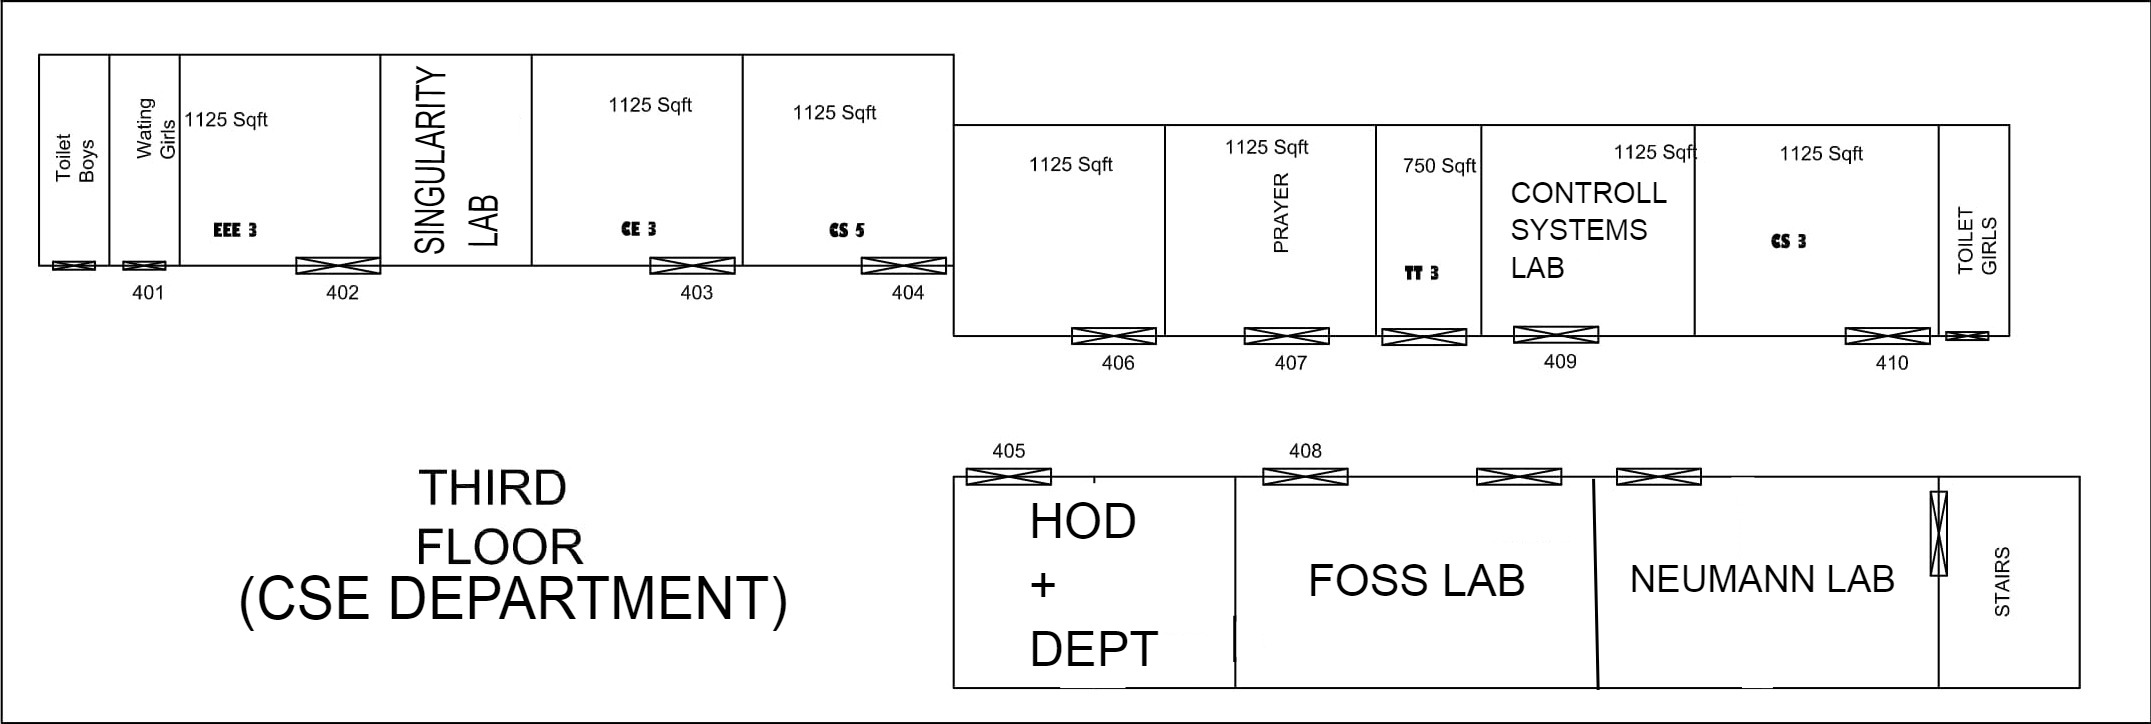 Toilet
Boys
Wating
Girls
1125 Sqft
EEE 3
SINGULARITY
LAB
1125 Sqft
CE 3
1125 Sqft
CS 5
401
402
403
404
1125 Sqft
1125 Sqft
PRAYER
750 Sqft
TT 3
1125 Sqft
CONTROLL
SYSTEMS
LAB
1125 Sqft
CS 3
TOILET
GIRLS
406
407
409
410
405
408
THIRD
FLOOR
(CSE DEPARTMENT)
HOD
+
DEPT
FOSS LAB
NEUMANN LAB
STAIRS